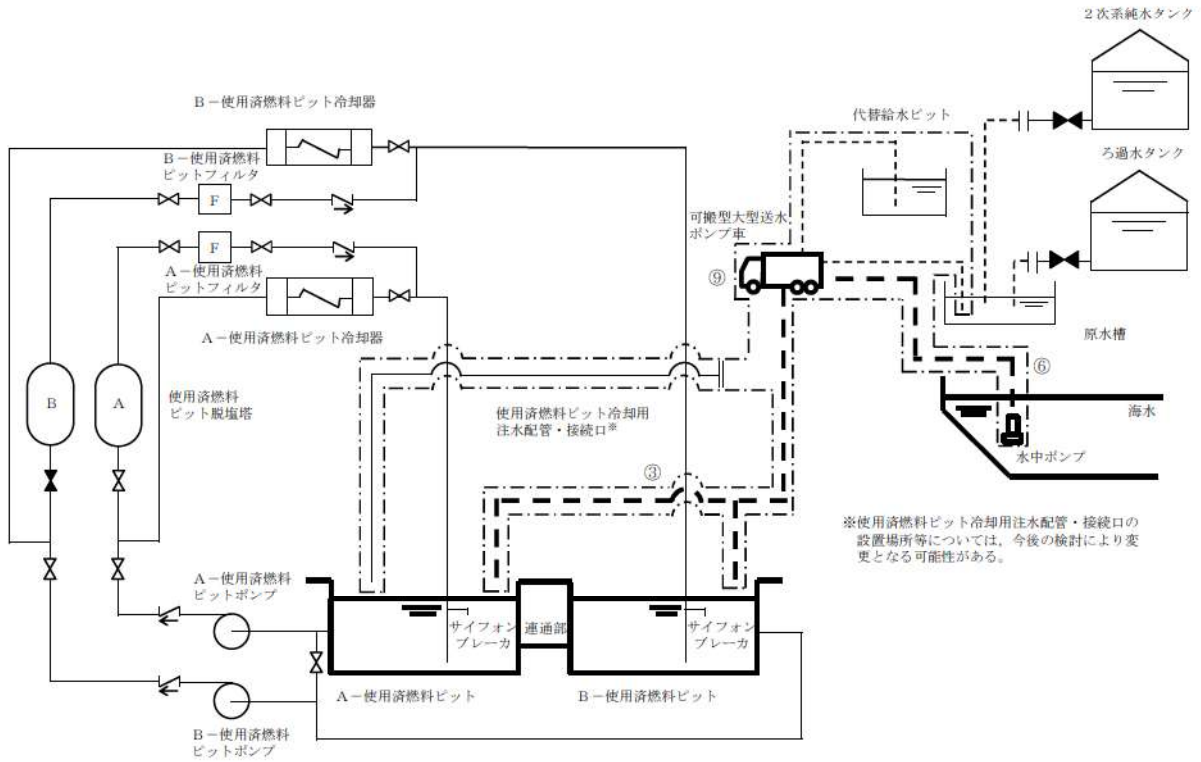 ２次系純水タンク
Ｂ－使用済燃料ピット冷却器
代替給水ピット
Ｂ－使用済燃料
ピットフィルタ
ろ過水タンク
F
可搬型大型送水
ポンプ車
F
Ａ－使用済燃料
ピットフィルタ
⑨
原水槽
Ａ－使用済燃料ピット冷却器
⑥
B
A
使用済燃料
ピット脱塩塔
使用済燃料ピット冷却用
注水配管・接続口※
海水
水中ポンプ
③
※使用済燃料ピット冷却用注水配管・接続口の
設置場所等については，今後の検討により変
更となる可能性がある。
Ａ－使用済燃料
ピットポンプ
サイフォン
ブレーカ
連通部
サイフォン
ブレーカ
Ａ－使用済燃料ピット
Ｂ－使用済燃料ピット
Ｂ－使用済燃料
ピットポンプ